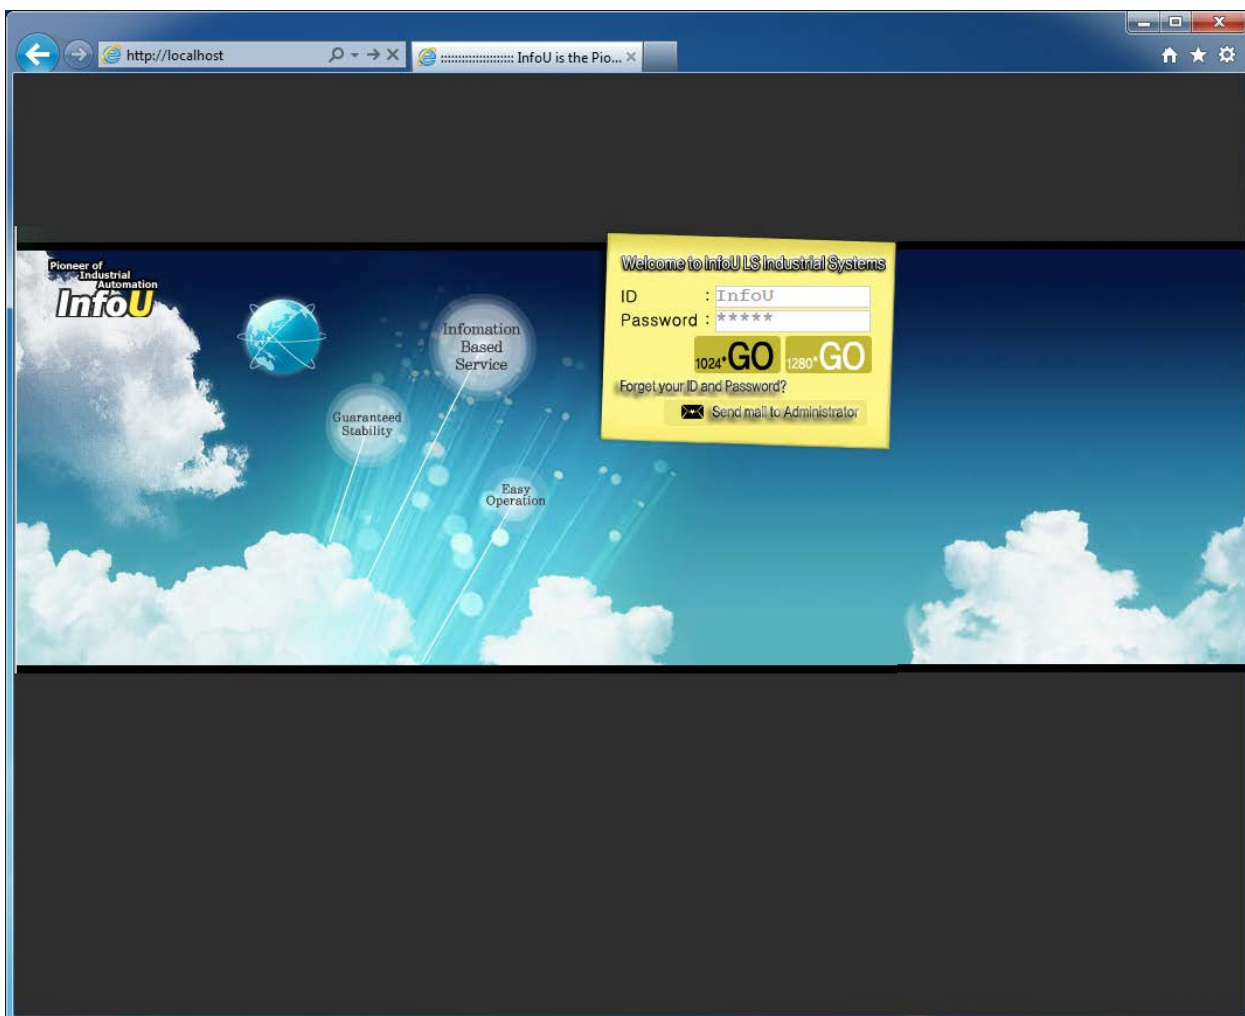 http://localhost
:::::::::::::::::::: InfoU is the Pio...
Pioneer of
Industrial
Automation
InfoU
Infomation
Based
Service
Guaranteed
Stability
Easy
Operation
Welcome to InfoU LS Industrial Systems
ID : InfoU
Password : *****
1024*GO 1280*GO
Forget your ID and Password?
Send mail to Administrator